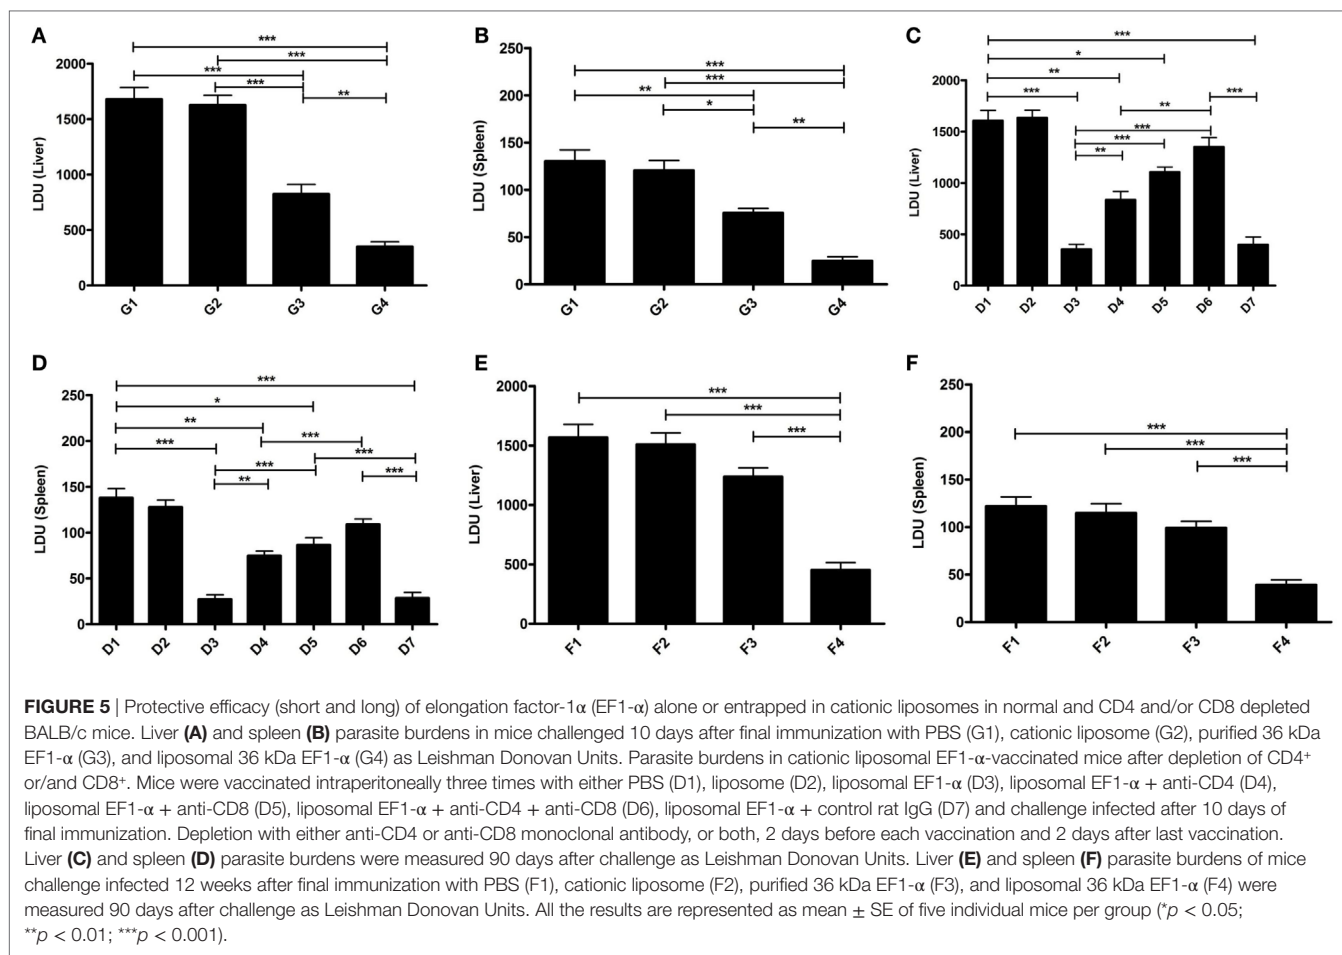 A
***
***
***
***
**
2000
1500
1000
500
0
LDU (Liver)
G1 G2 G3 G4
B
***
***
**
*
**
250
200
150
100
50
0
LDU (Spleen)
G1 G2 G3 G4
C
***
*
**
***
***
**
***
***
**
2000
1500
1000
500
0
LDU (Liver)
D1 D2 D3 D4 D5 D6 D7
D
***
*
**
***
***
***
***
***
**
250
200
150
100
50
0
LDU (Spleen)
D1 D2 D3 D4 D5 D6 D7
E
***
***
***
2000
1500
1000
500
0
LDU (Liver)
F1 F2 F3 F4
F
***
***
***
250
200
150
100
50
0
LDU (Spleen)
F1 F2 F3 F4
FIGURE 5 | Protective efficacy (short and long) of elongation factor-1α (EF1-α) alone or entrapped in cationic liposomes in normal and CD4 and/or CD8 depleted
BALB/c mice. Liver (A) and spleen (B) parasite burdens in mice challenged 10 days after final immunization with PBS (G1), cationic liposome (G2), purified 36 kDa
EF1-α (G3), and liposomal 36 kDa EF1-α (G4) as Leishman Donovan Units. Parasite burdens in cationic liposomal EF1-α-vaccinated mice after depletion of CD4⁺
or/and CD8⁺. Mice were vaccinated intraperitoneally three times with either PBS (D1), liposome (D2), liposomal EF1-α (D3), liposomal EF1-α + anti-CD4 (D4),
liposomal EF1-α + anti-CD8 (D5), liposomal EF1-α + anti-CD4 + anti-CD8 (D6), liposomal EF1-α + control rat IgG (D7) and challenge infected after 10 days of
final immunization. Depletion with either anti-CD4 or anti-CD8 monoclonal antibody, or both, 2 days before each vaccination and 2 days after last vaccination.
Liver (C) and spleen (D) parasite burdens were measured 90 days after challenge as Leishman Donovan Units. Liver (E) and spleen (F) parasite burdens of mice
challenge infected 12 weeks after final immunization with PBS (F1), cationic liposome (F2), purified 36 kDa EF1-α (F3), and liposomal 36 kDa EF1-α (F4) were
measured 90 days after challenge as Leishman Donovan Units. All the results are represented as mean ± SE of five individual mice per group (*p < 0.05;
**p < 0.01; ***p < 0.001).